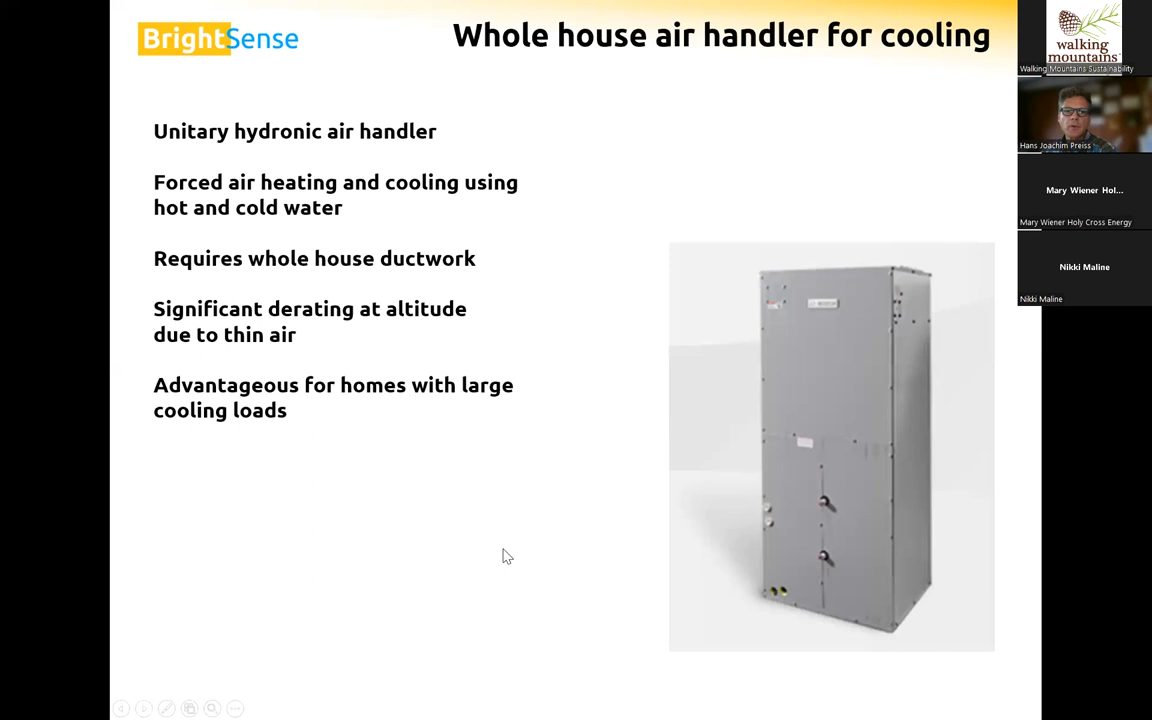 BrightSense
Whole house air handler for cooling
Unitary hydronic air handler
Forced air heating and cooling using
hot and cold water
Requires whole house ductwork
Significant derating at altitude
due to thin air
Advantageous for homes with large
cooling loads
walking
mountains
Walking Mountains Sustainability
Hans Joachim Preiss
Mary Wiener Hol...
Mary Wiener Holy Cross Energy
Nikki Maline
Nikki Maline